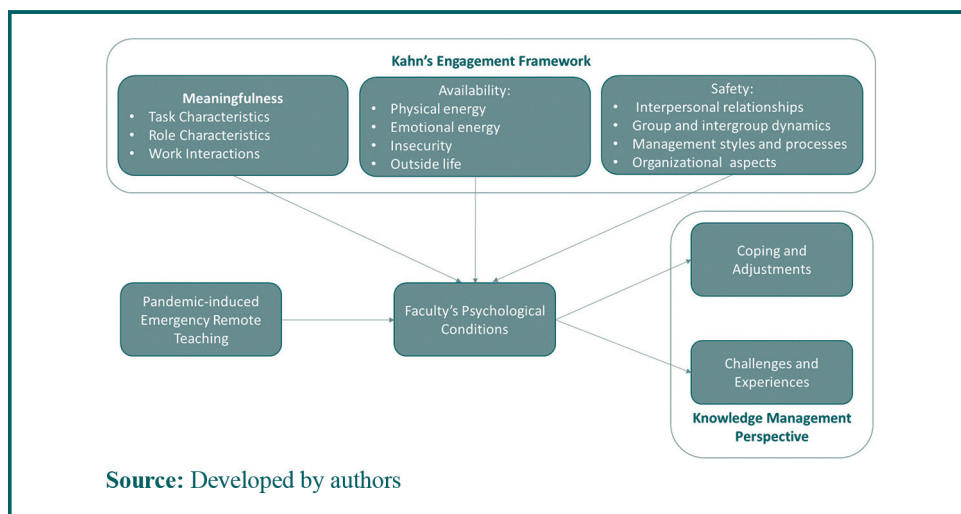 Kahn's Engagement Framework
Meaningfulness
• Task Characteristics
• Role Characteristics
• Work Interactions
Availability:
• Physical energy
• Emotional energy
• Insecurity
• Outside life
Safety:
• Interpersonal relationships
• Group and intergroup dynamics
• Management styles and processes
• Organizational aspects
Pandemic-induced
Emergency Remote
Teaching
Faculty's Psychological
Conditions
Coping and
Adjustments
Challenges and
Experiences
Knowledge Management
Perspective
Source: Developed by authors